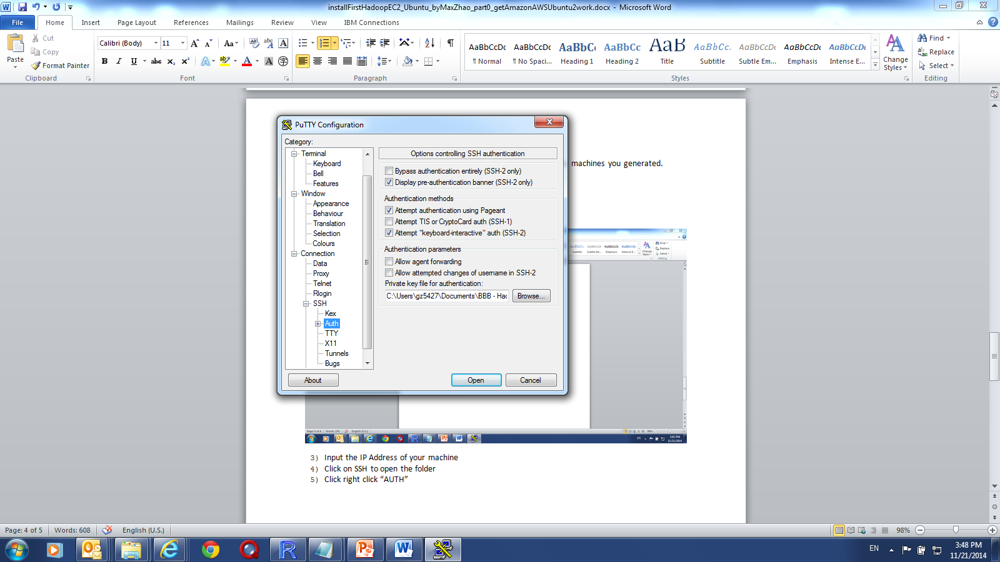 installFirstHadoopEC2_Ubuntu_byMaxZhao_part0_getAmazonAWSUbuntu2work.docx - Microsoft Word
File Home Insert Page Layout References Mailings Review View IBM Connections
Paste
Cut
Copy
Format Painter
Clipboard
Calibri (Body) 11
Font
Paragraph
AaBbCcDc AaBbCcDc AaBbC AaBbCc AaB AaBbCc. AaBbCcDc AaBbCcDc AaBbCcDc
¶ Normal ¶ No Spaci... Heading 1 Heading 2 Title Subtitle Subtle Em... Emphasis Intense E...
Change Styles
Styles
Find
Replace
Select
Editing
PuTTY Configuration
Category:
Terminal
Keyboard
Bell
Features
Window
Appearance
Behaviour
Translation
Selection
Colours
Connection
Data
Proxy
Telnet
Rlogin
SSH
Kex
Auth
TTY
X11
Tunnels
Bugs
Options controlling SSH authentication
Bypass authentication entirely (SSH-2 only)
Display pre-authentication banner (SSH-2 only)
Authentication methods
Attempt authentication using Pageant
Attempt TIS or CryptoCard auth (SSH-1)
Attempt "keyboard-interactive" auth (SSH-2)
Authentication parameters
Allow agent forwarding
Allow attempted changes of username in SSH-2
Private key file for authentication:
C:\Users\gz5427\Documents\BBB - Had
Browse...
About
Open
Cancel
machines you generated.
3) Input the IP Address of your machine
4) Click on SSH to open the folder
5) Click right click “AUTH”
Page: 4 of 5 Words: 608 English (U.S.) 98%
EN
3:48 PM
11/21/2014